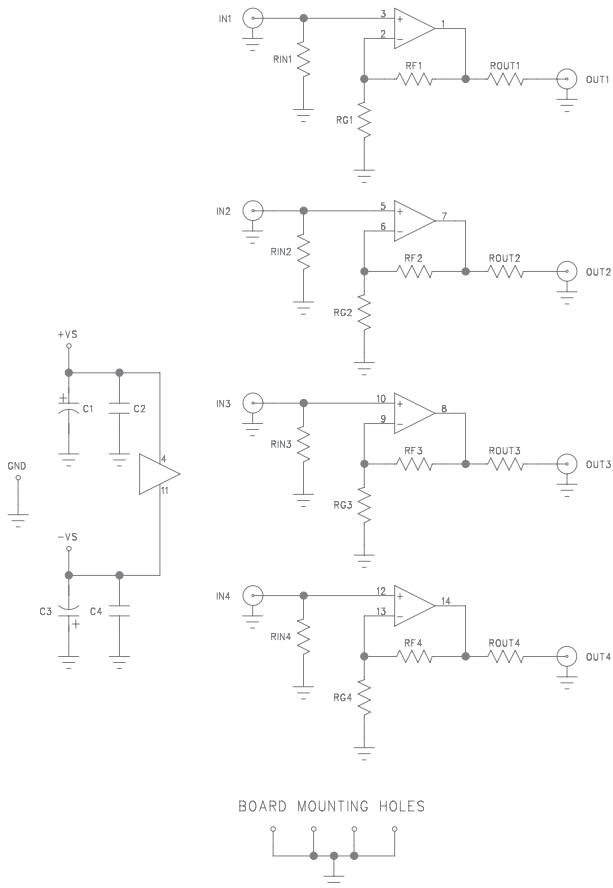 IN1
3
+
1
2
−
RIN1
RF1
ROUT1
OUT1
RG1
IN2
5
+
7
6
−
RIN2
RF2
ROUT2
OUT2
RG2
+VS
+
C1
C2
4
11
GND
−VS
C3
+
C4
IN3
10
+
8
9
−
RIN3
RF3
ROUT3
OUT3
RG3
IN4
12
+
14
13
−
RIN4
RF4
ROUT4
OUT4
RG4
BOARD MOUNTING HOLES